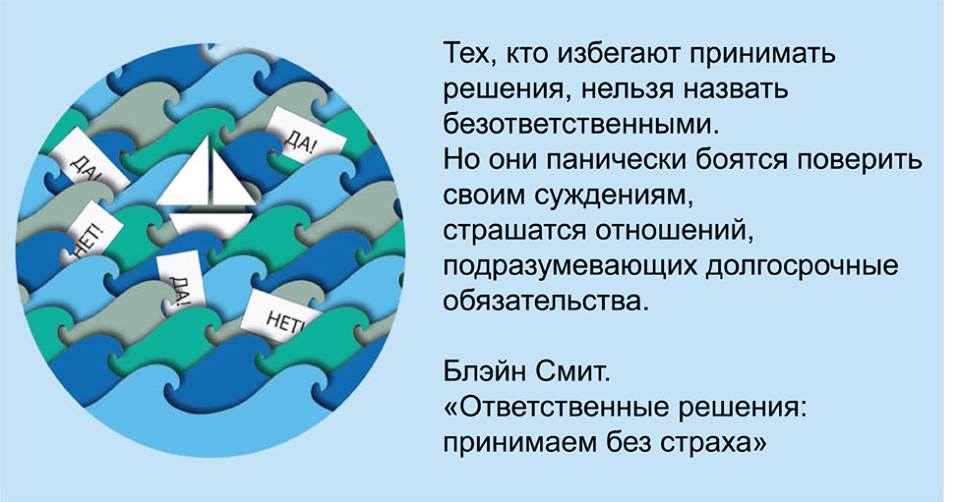 ДА!
ДА!
НЕТ!
ДА!
НЕТ!
Тех, кто избегают принимать
решения, нельзя назвать
безответственными.
Но они панически боятся поверить
своим суждениям,
страшатся отношений,
подразумевающих долгосрочные
обязательства.
Блэйн Смит.
«Ответственные решения:
принимаем без страха»